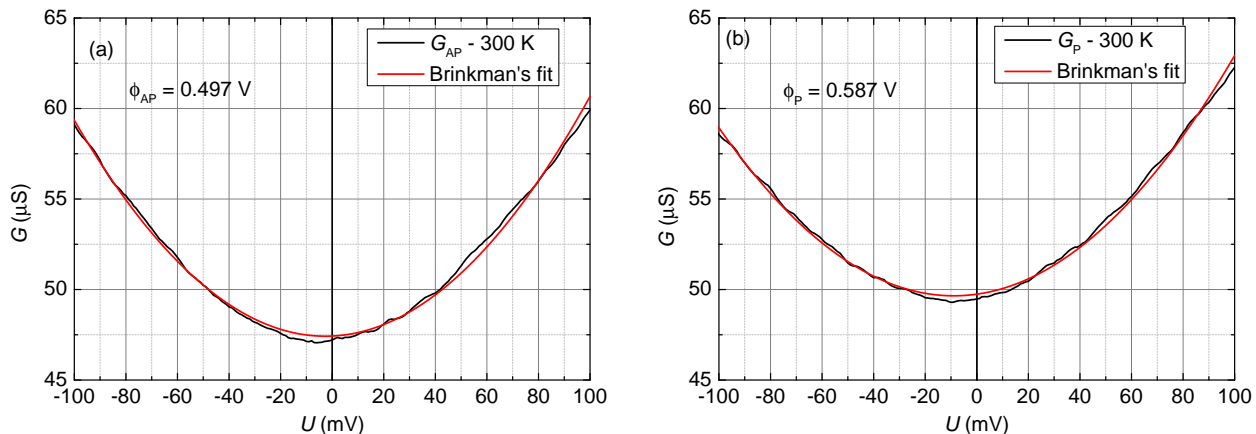 (a)
G_AP - 300 K
Brinkman's fit
ϕ_AP = 0.497 V
65
60
55
50
45
G (μS)
-100 -80 -60 -40 -20 0 20 40 60 80 100
U (mV)
(b)
G_P - 300 K
Brinkman's fit
ϕ_P = 0.587 V
65
60
55
50
45
G (μS)
-100 -80 -60 -40 -20 0 20 40 60 80 100
U (mV)